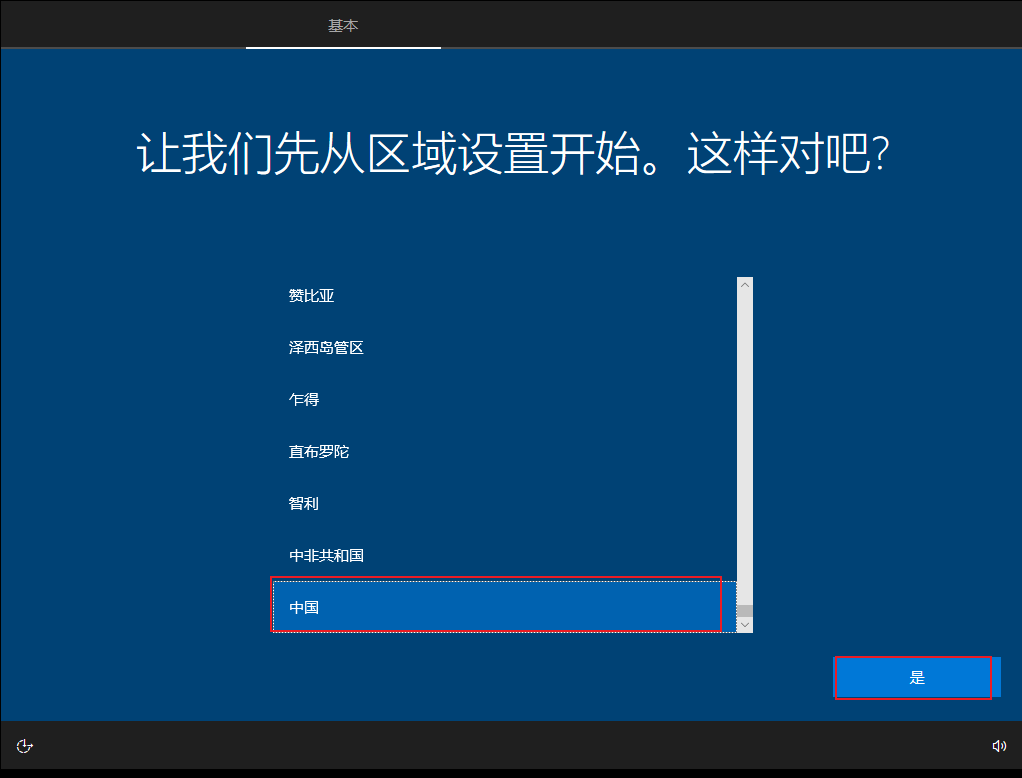 基本
让我们先从区域设置开始。这样对吧?
赞比亚
泽西岛管区
乍得
直布罗陀
智利
中非共和国
中国
是